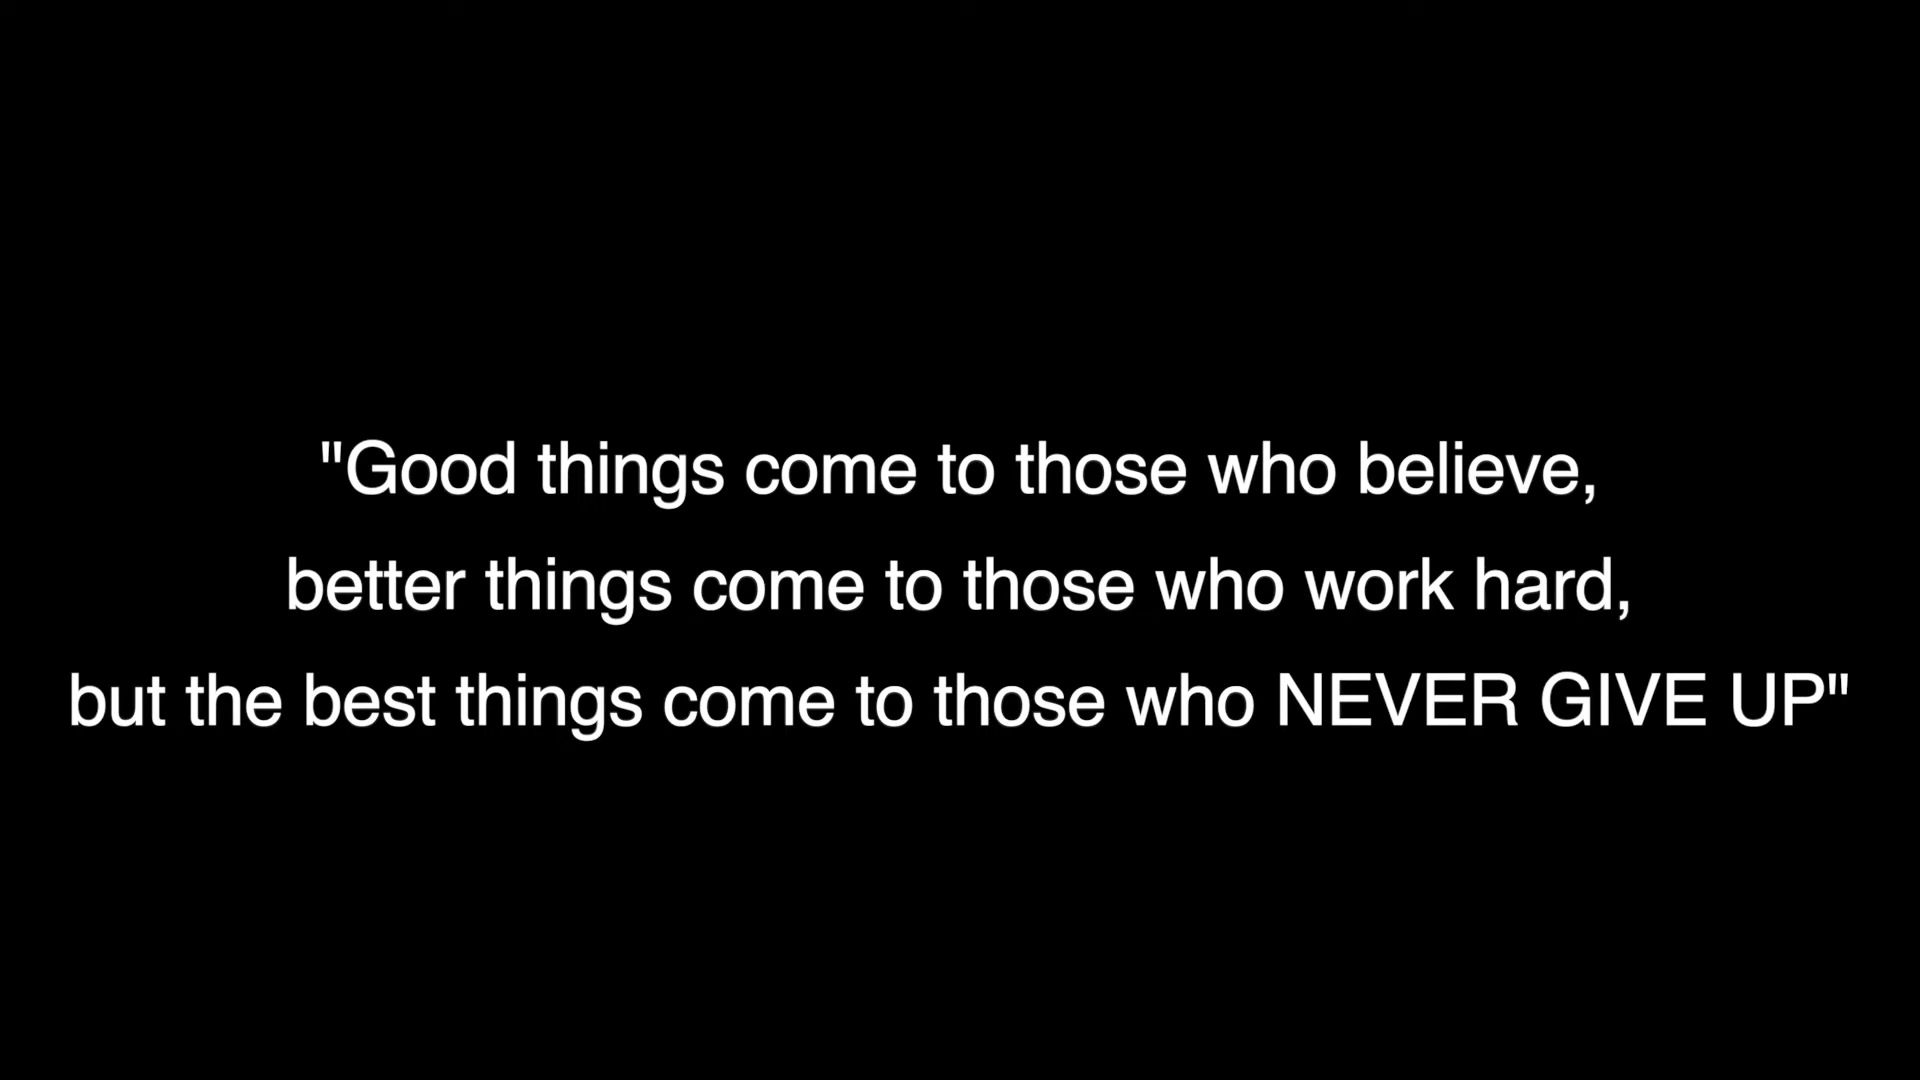 "Good things come to those who believe,
better things come to those who work hard,
but the best things come to those who NEVER GIVE UP"